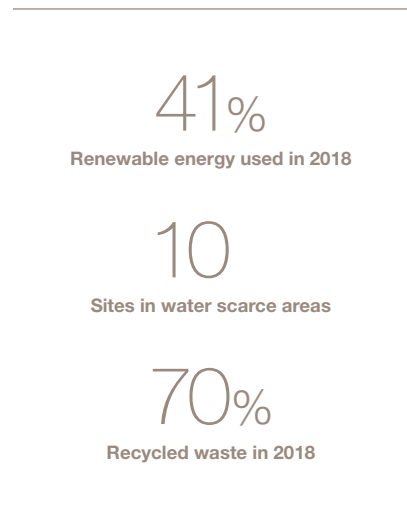 41%
Renewable energy used in 2018
10
Sites in water scarce areas
70%
Recycled waste in 2018